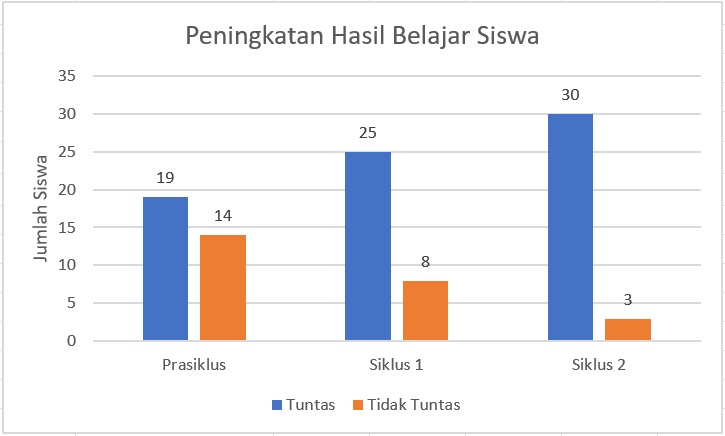 Peningkatan Hasil Belajar Siswa
Jumlah Siswa
35
30
25
20
15
10
5
0
19
14
25
8
30
3
Prasiklus
Siklus 1
Siklus 2
Tuntas
Tidak Tuntas